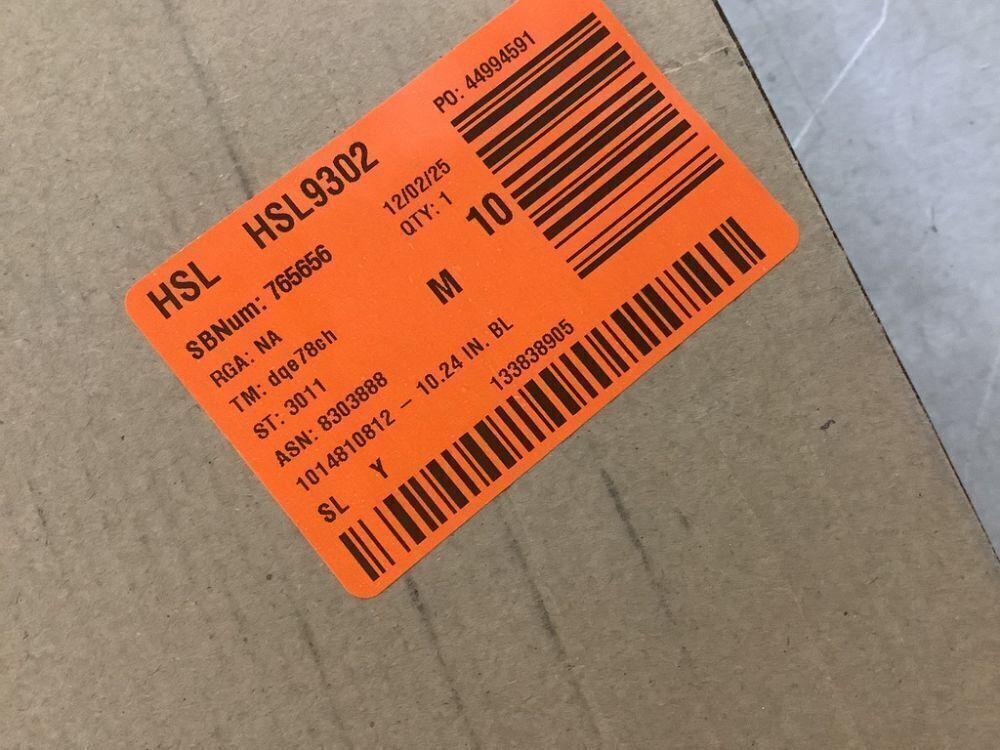 HSL HSL9302
PO: 44994591
SBNum: 765656
12/02/25
RGA: NA
QTY: 1
10
TM: dqe78ch
M
ST: 3011
ASN: 8303888
1014810812 – 10.24 IN. BL
SL Y
133838905